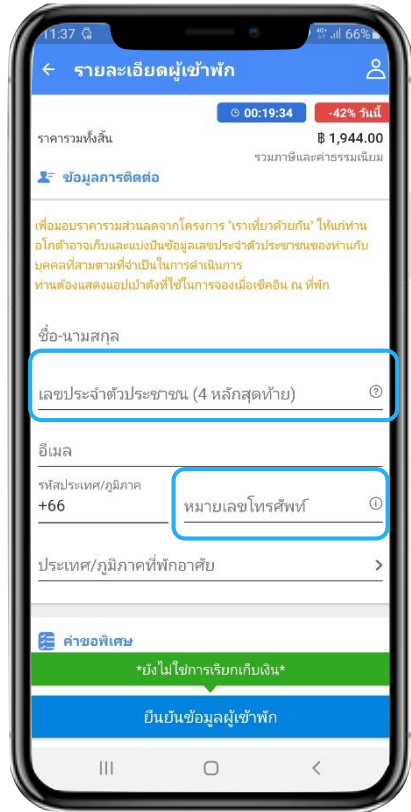 11:37
66%
รายละเอียดผู้เข้าพัก
00:19:34
-42% วันนี้
ราคารวมทั้งสิ้น
฿ 1,944.00
รวมภาษีและค่าธรรมเนียม
ข้อมูลการติดต่อ
เพื่อมอบราคารวมส่วนลดจากโครงการ "เราเที่ยวด้วยกัน" ให้แก่ท่าน
อโกด้าอาจเก็บและแบ่งปันข้อมูลเลขประจำตัวประชาชนของท่านกับ
บุคคลที่สามตามที่จำเป็นในการดำเนินการ
ท่านต้องแสดงแอปเป๋าตังที่ใช้ในการจองเมื่อเช็คอิน ณ ที่พัก
ชื่อ-นามสกุล
เลขประจำตัวประชาชน (4 หลักสุดท้าย)
อีเมล
รหัสประเทศ/ภูมิภาค
+66
หมายเลขโทรศัพท์
ประเทศ/ภูมิภาคที่พักอาศัย
คำขอพิเศษ
*ยังไม่ใช่การเรียกเก็บเงิน*
ยืนยันข้อมูลผู้เข้าพัก